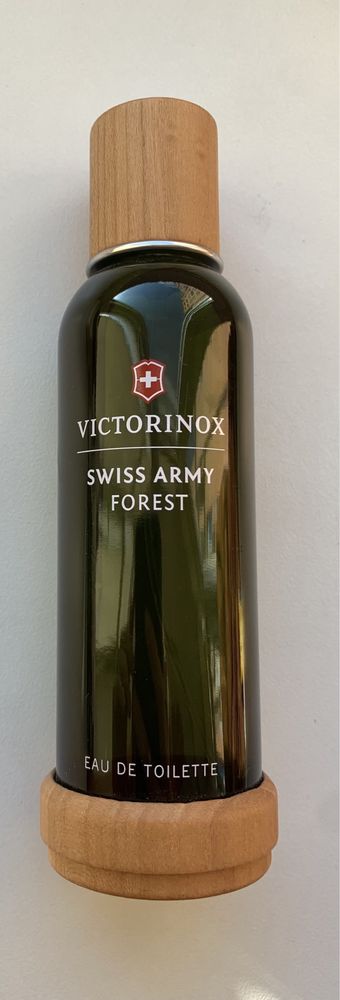 VICTORINOX
SWISS ARMY
FOREST
EAU DE TOILETTE